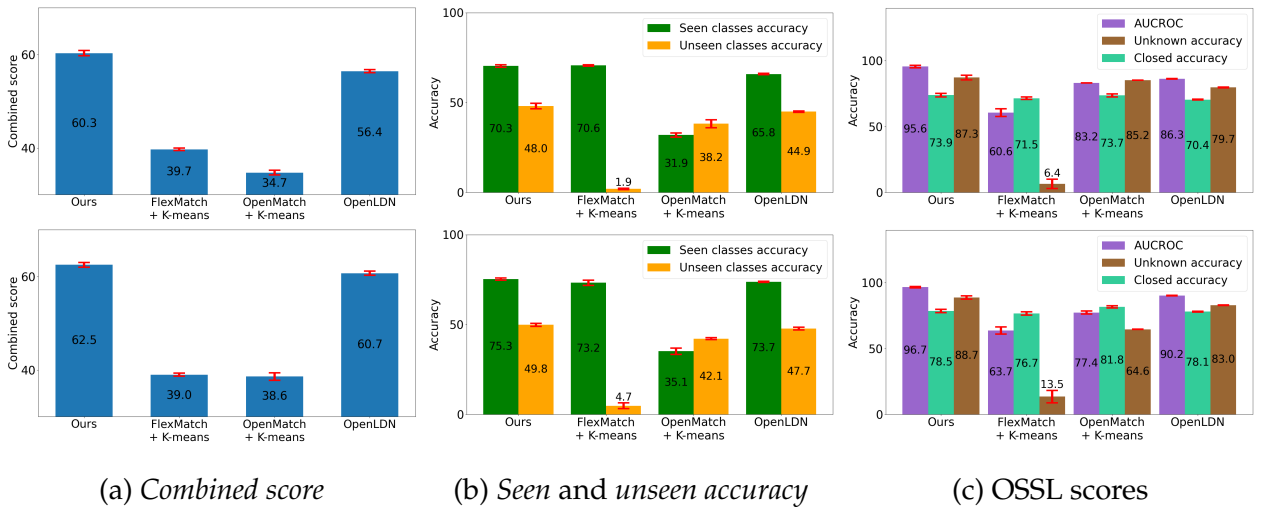 Combined score
60
40
60.3
39.7
34.7
56.4
Ours
FlexMatch
+ K-means
OpenMatch
+ K-means
OpenLDN
Accuracy
100
50
0
Seen classes accuracy
Unseen classes accuracy
70.3
48.0
70.6
1.9
31.9
38.2
65.8
44.9
Ours
FlexMatch
+ K-means
OpenMatch
+ K-means
OpenLDN
Accuracy
100
50
0
AUCROC
Unknown accuracy
Closed accuracy
95.6
73.9
87.3
60.6
71.5
6.4
83.2
73.7
85.2
86.3
70.4
79.7
Ours
FlexMatch
+ K-means
OpenMatch
+ K-means
OpenLDN
Combined score
60
40
62.5
39.0
38.6
60.7
Ours
FlexMatch
+ K-means
OpenMatch
+ K-means
OpenLDN
Accuracy
100
50
0
Seen classes accuracy
Unseen classes accuracy
75.3
49.8
73.2
4.7
35.1
42.1
73.7
47.7
Ours
FlexMatch
+ K-means
OpenMatch
+ K-means
OpenLDN
Accuracy
100
50
0
AUCROC
Unknown accuracy
Closed accuracy
96.7
78.5
88.7
63.7
76.7
13.5
77.4
81.8
64.6
90.2
78.1
83.0
Ours
FlexMatch
+ K-means
OpenMatch
+ K-means
OpenLDN
(a) Combined score
(b) Seen and unseen accuracy
(c) OSSL scores